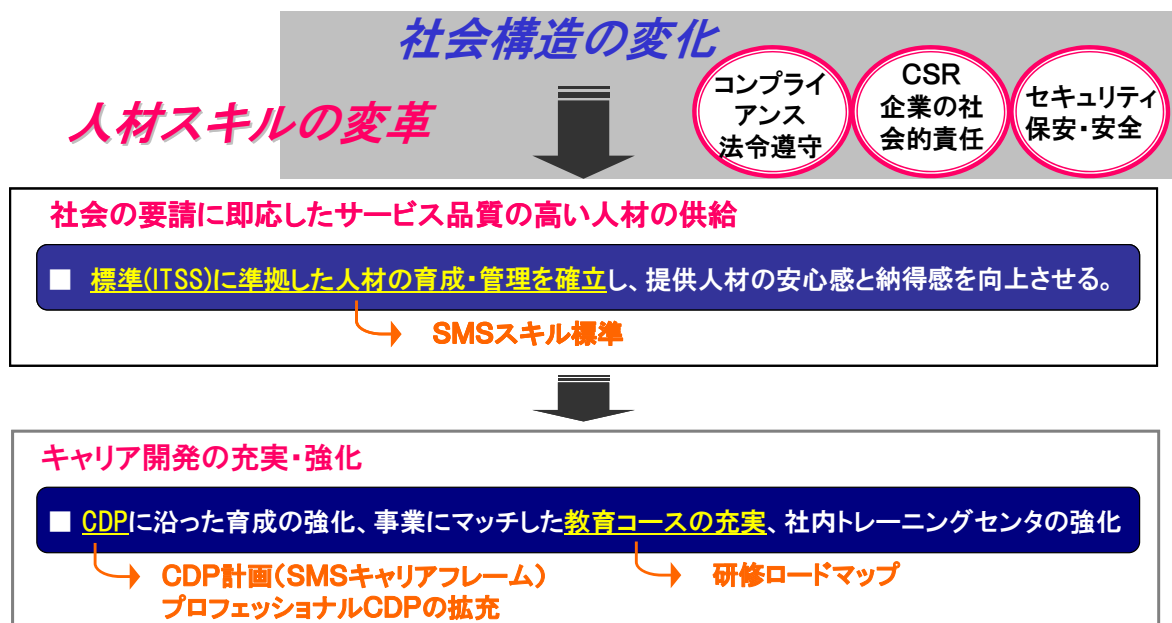 社会構造の変化
人材スキルの変革
コンプライ
アンス
法令遵守
CSR
企業の社
会的責任
セキュリティ
保安・安全
社会の要請に即応したサービス品質の高い人材の供給
■ 標準(ITSS)に準拠した人材の育成・管理を確立し、提供人材の安心感と納得感を向上させる。
SMSスキル標準
キャリア開発の充実・強化
■ CDPに沿った育成の強化、事業にマッチした教育コースの充実、社内トレーニングセンタの強化
CDP計画(SMSキャリアフレーム)
プロフェッショナルCDPの拡充
研修ロードマップ